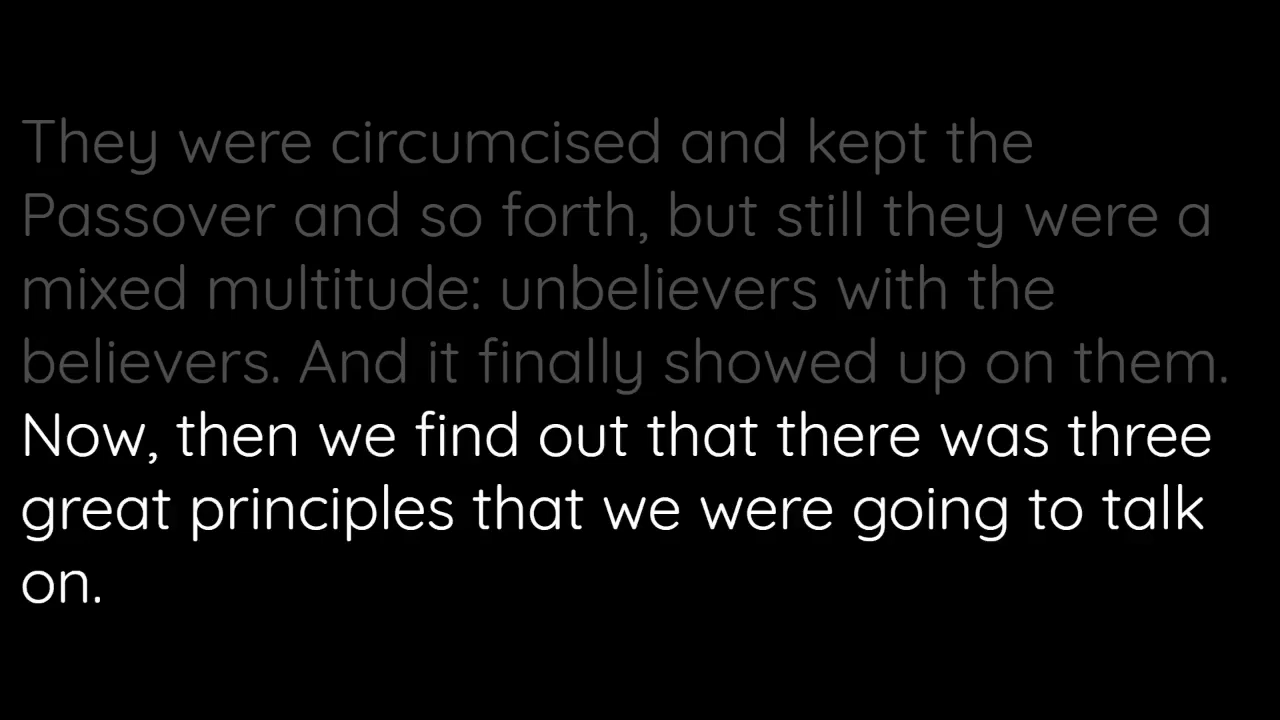 They were circumcised and kept the
Passover and so forth, but still they were a
mixed multitude: unbelievers with the
believers. And it finally showed up on them.
Now, then we find out that there was three
great principles that we were going to talk
on.